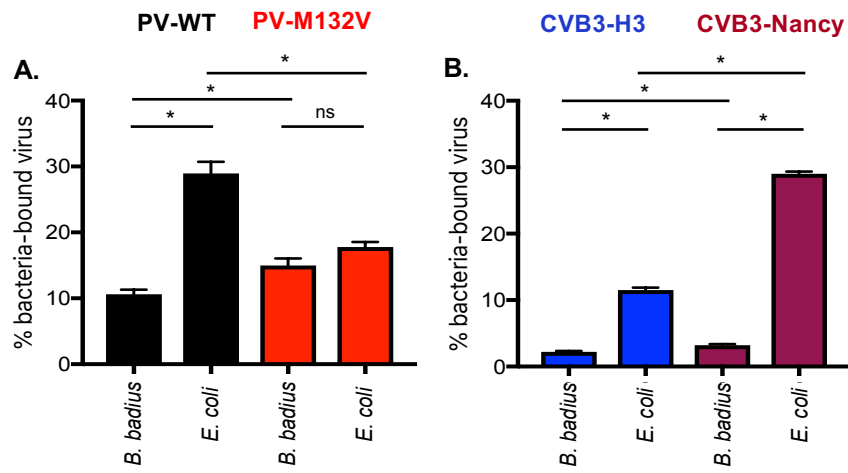 PV-WT PV-M132V CVB3-H3 CVB3-Nancy
A.
*
*
* ns
% bacteria-bound virus
40
30
20
10
0
B. badius
E. coli
B. badius
E. coli
B.
*
*
* *
% bacteria-bound virus
40
30
20
10
0
B. badius
E. coli
B. badius
E. coli